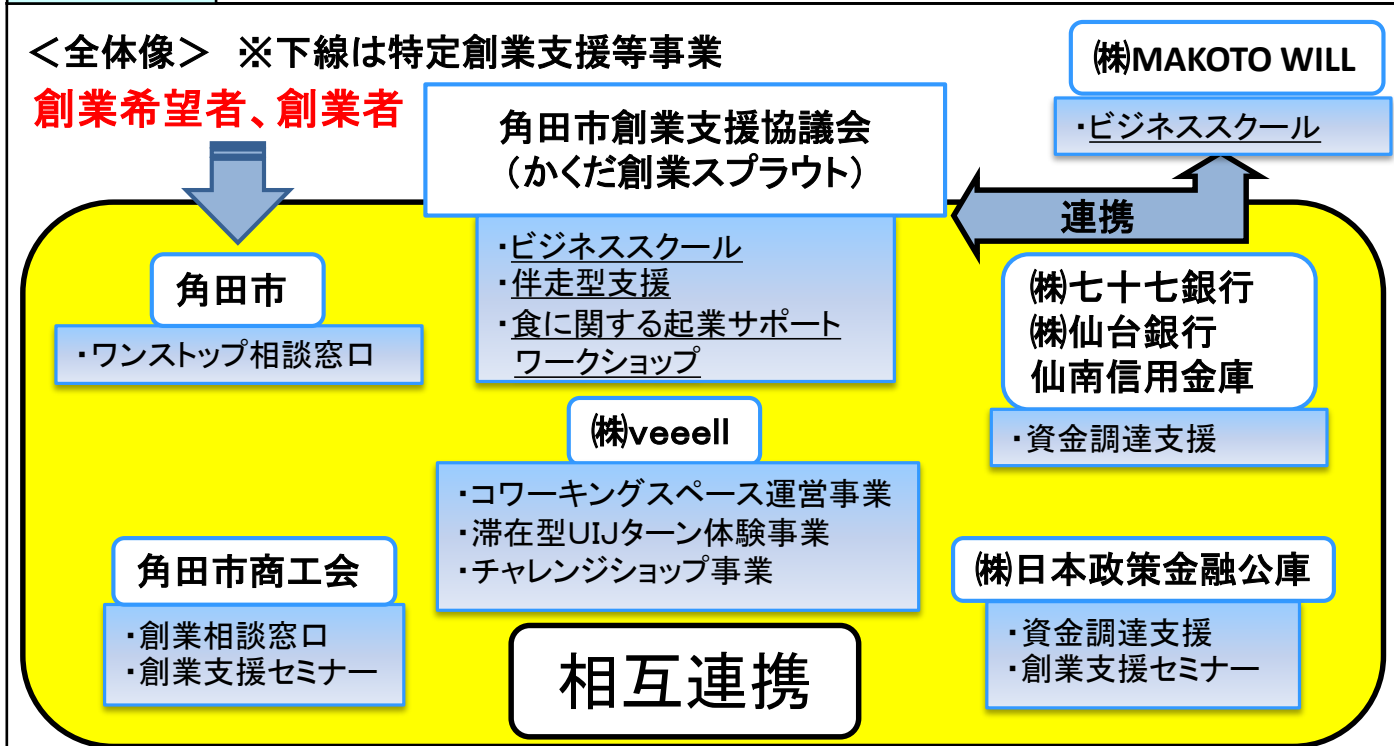 ＜全体像＞ ※下線は特定創業支援等事業
創業希望者、創業者
角田市創業支援協議会
（かくだ創業スプラウト）
・ビジネススクール
・伴走型支援
・食に関する起業サポート
ワークショップ
㈱MAKOTO WILL
・ビジネススクール
連携
角田市
・ワンストップ相談窓口
㈱七十七銀行
㈱仙台銀行
仙南信用金庫
・資金調達支援
㈱veeell
・コワーキングスペース運営事業
・滞在型UIJターン体験事業
・チャレンジショップ事業
角田市商工会
・創業相談窓口
・創業支援セミナー
㈱日本政策金融公庫
・資金調達支援
・創業支援セミナー
相互連携